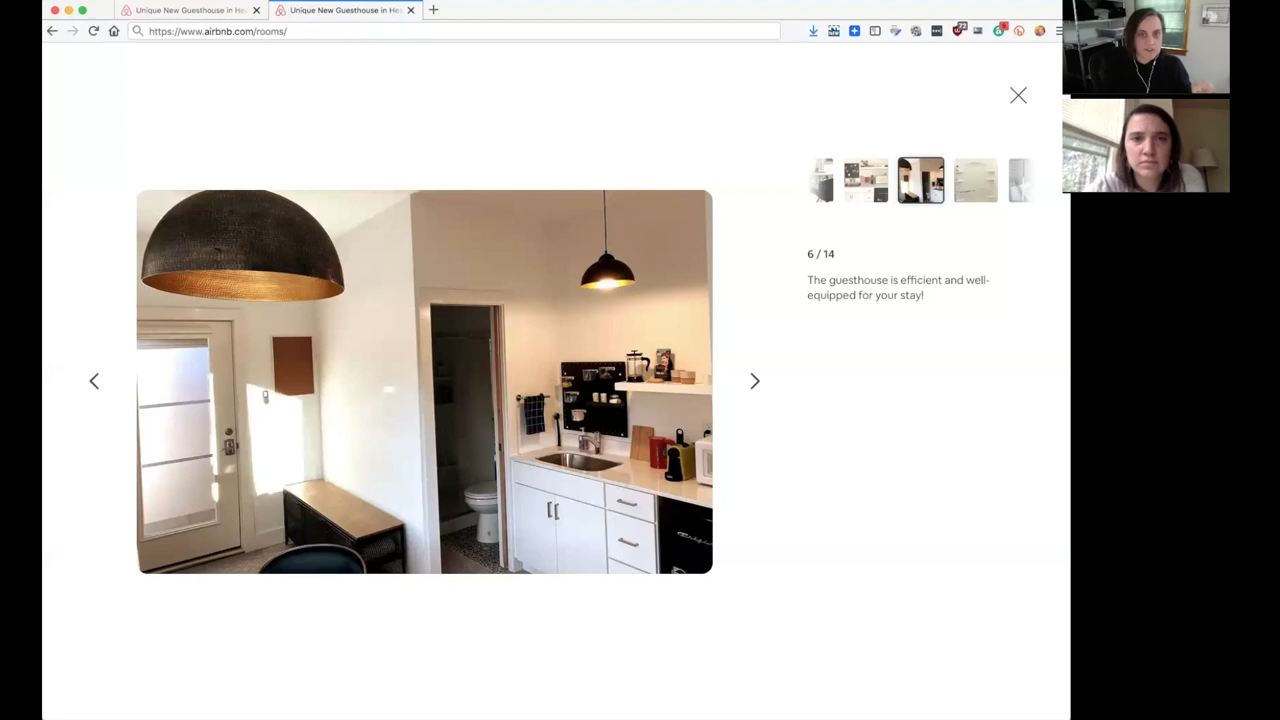 Unique New Guesthouse in He
Unique New Guesthouse in He
https://www.airbnb.com/rooms/
6 / 14
The guesthouse is efficient and well-
equipped for your stay!